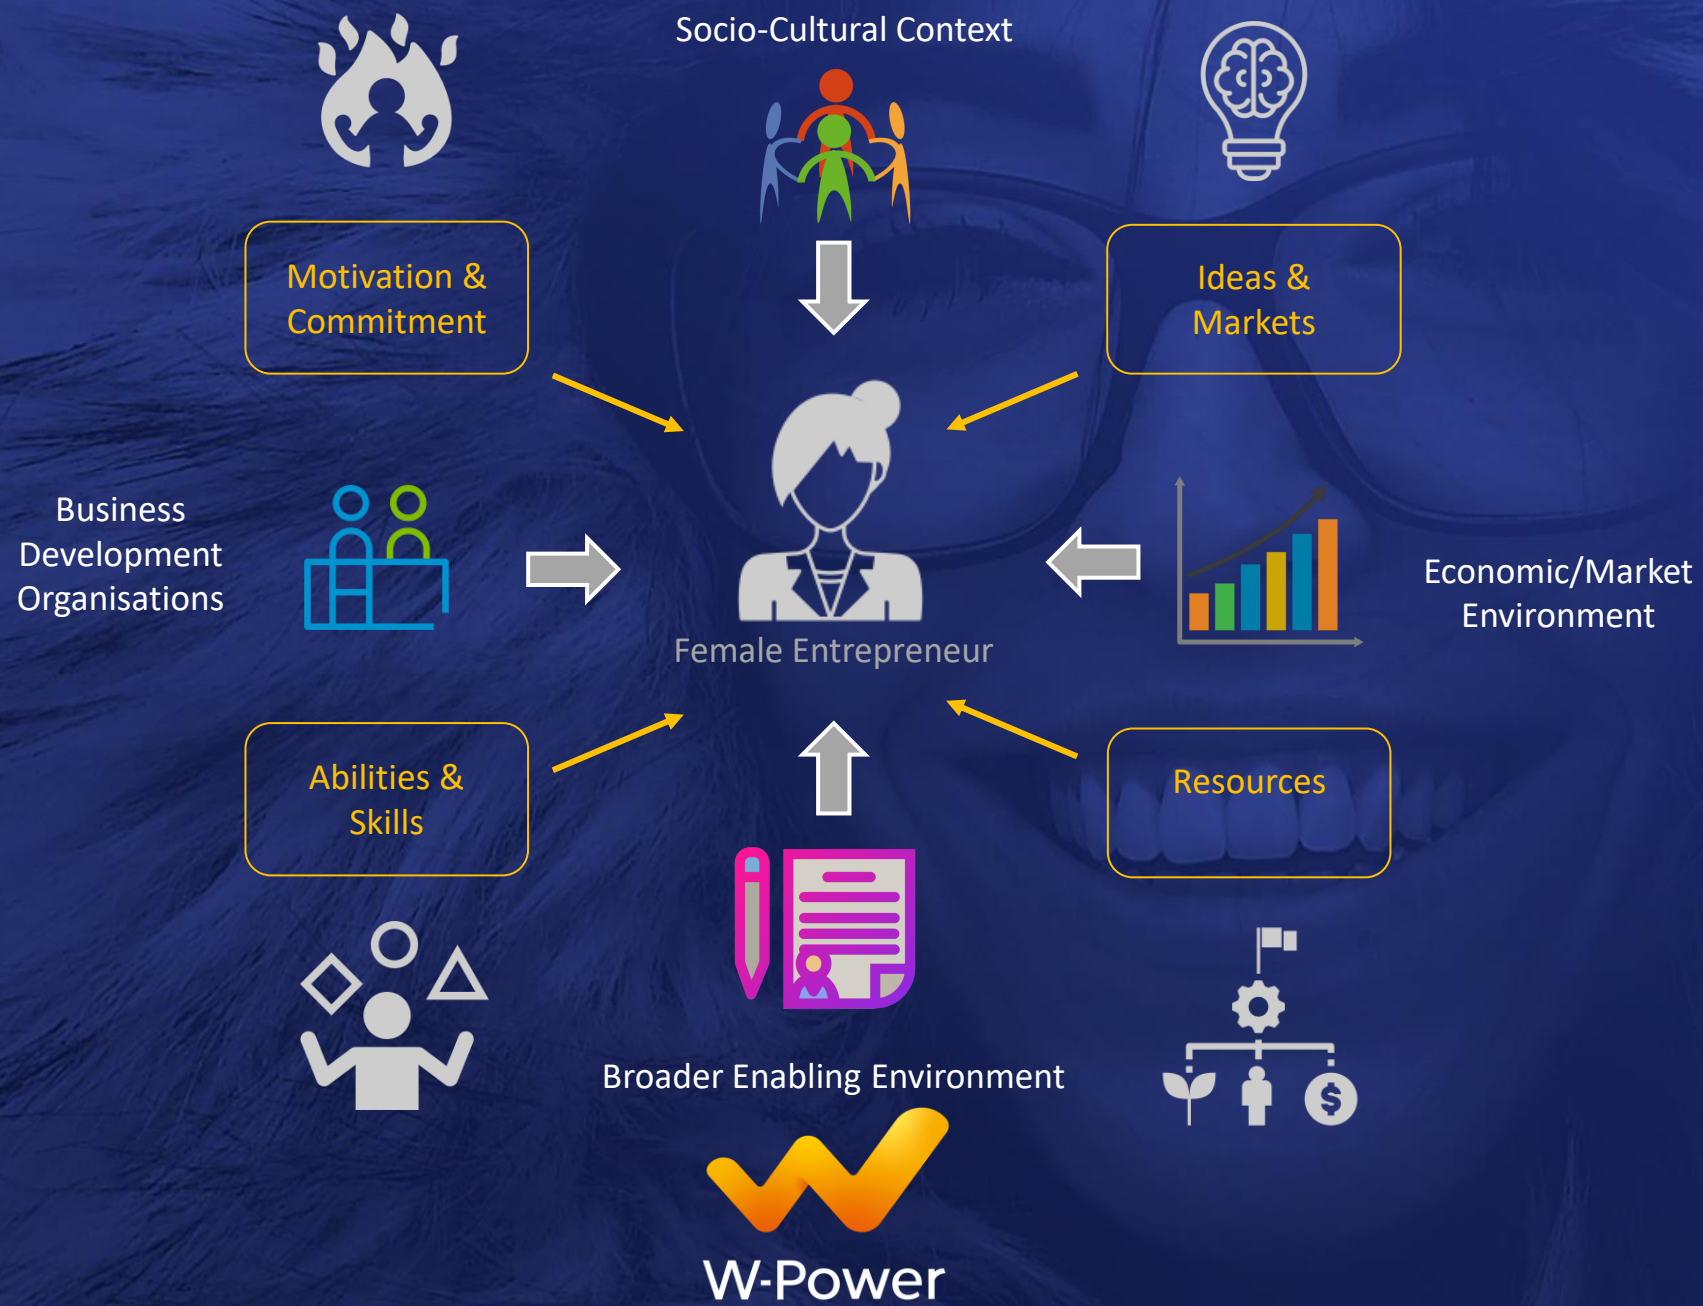 Socio-Cultural Context
Motivation &
Commitment
Ideas &
Markets
Business
Development
Organisations
Economic/Market
Environment
Female Entrepreneur
Abilities &
Skills
Resources
$
Broader Enabling Environment
W-Power